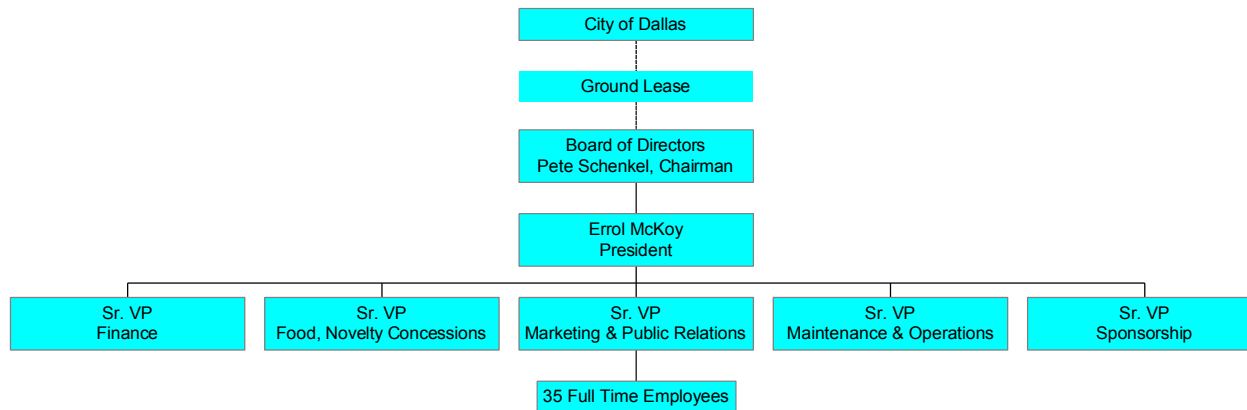 City of Dallas
Ground Lease
Board of Directors
Pete Schenkel, Chairman
Errol McKoy
President
Sr. VP
Finance
Sr. VP
Food, Novelty Concessions
Sr. VP
Marketing & Public Relations
Sr. VP
Maintenance & Operations
Sr. VP
Sponsorship
35 Full Time Employees